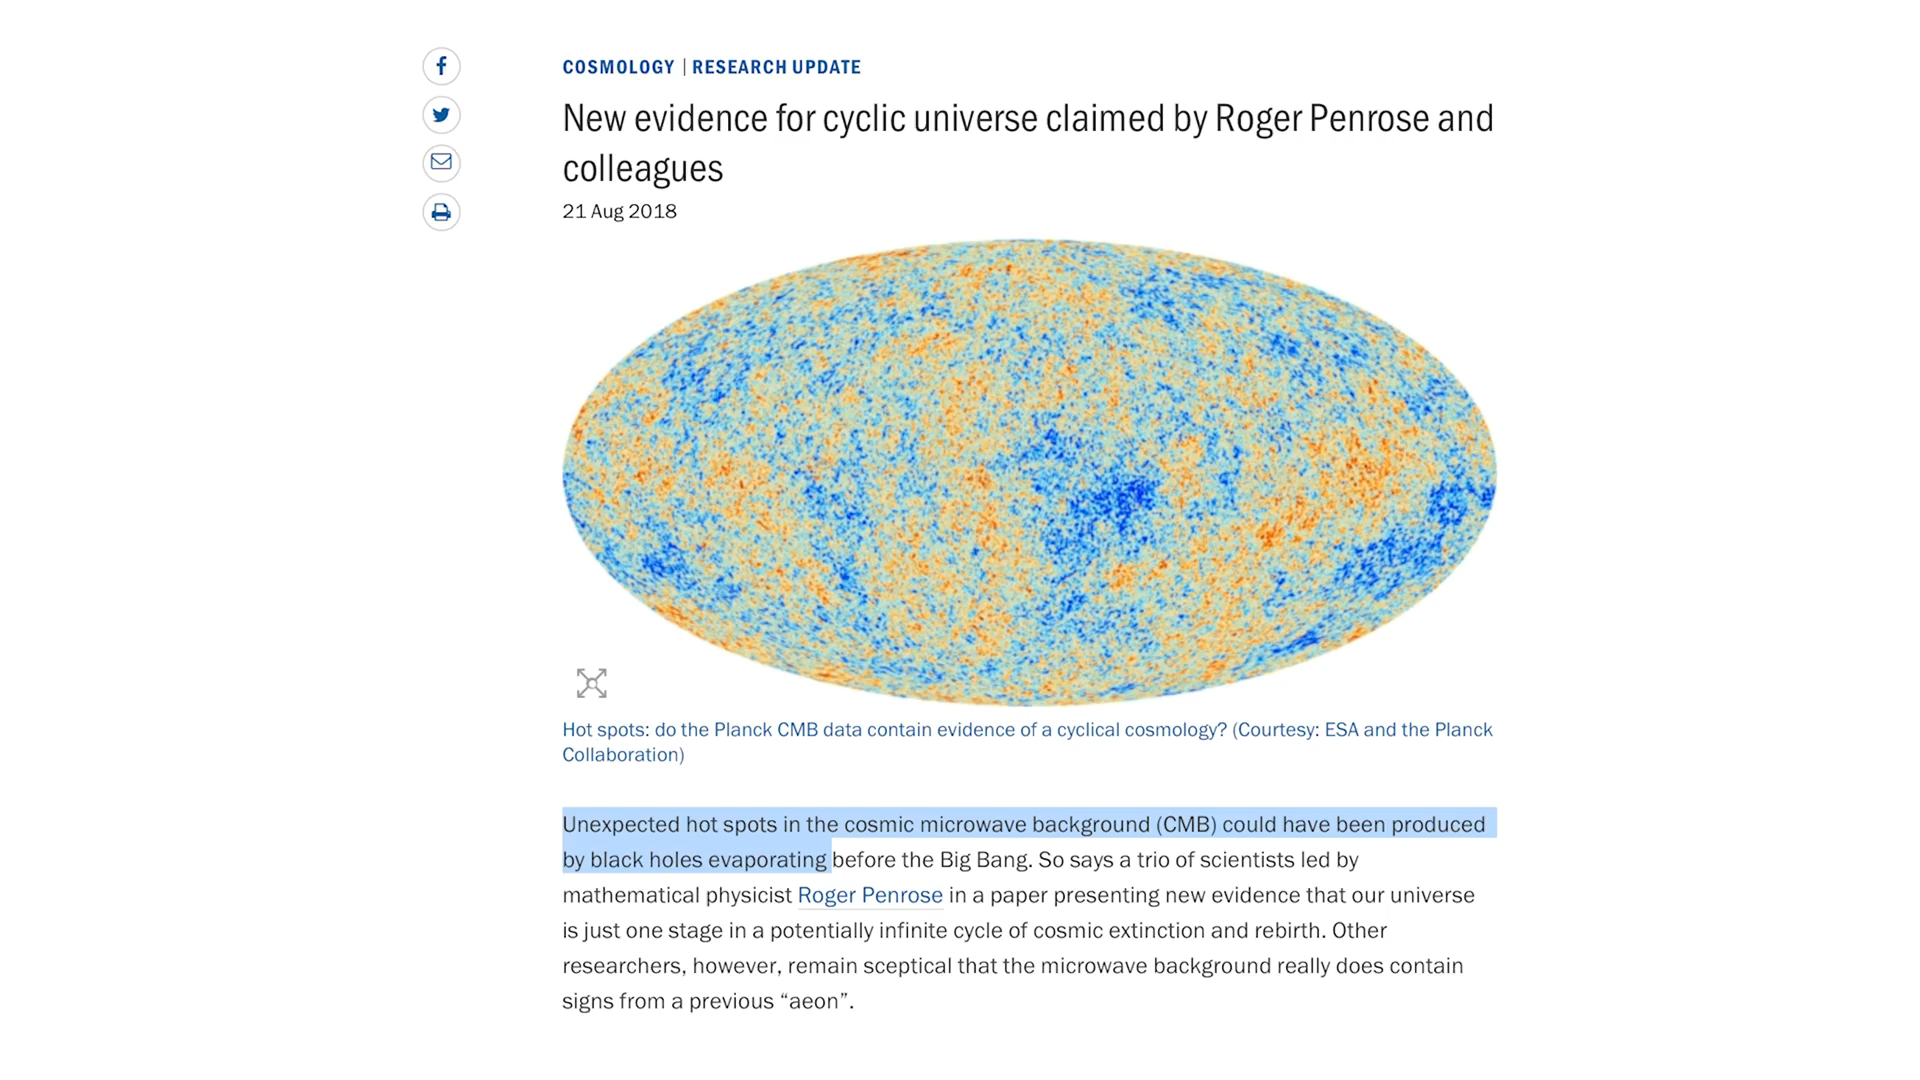 COSMOLOGY | RESEARCH UPDATE
New evidence for cyclic universe claimed by Roger Penrose and
colleagues
21 Aug 2018
Hot spots: do the Planck CMB data contain evidence of a cyclical cosmology? (Courtesy: ESA and the Planck
Collaboration)
Unexpected hot spots in the cosmic microwave background (CMB) could have been produced
by black holes evaporating before the Big Bang. So says a trio of scientists led by
mathematical physicist Roger Penrose in a paper presenting new evidence that our universe
is just one stage in a potentially infinite cycle of cosmic extinction and rebirth. Other
researchers, however, remain sceptical that the microwave background really does contain
signs from a previous “aeon”.